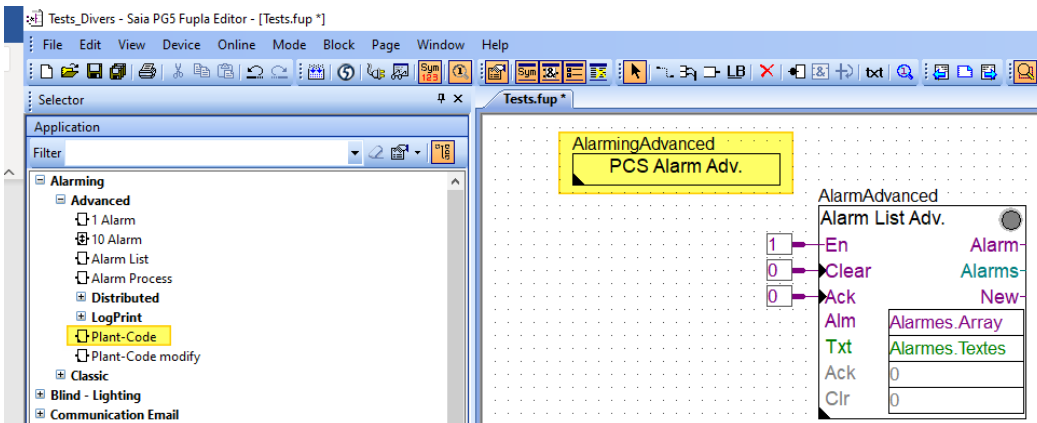 Tests_Divers - Saia PG5 Fupla Editor - [Tests.fup *]
File Edit View Device Online Mode Block Page Window Help
Sym 123 Sym LB txt
Selector
Tests.fup *
Application
Filter
Alarming
Advanced
1 Alarm
10 Alarm
Alarm List
Alarm Process
Distributed
LogPrint
Plant-Code
Plant-Code modify
Classic
Blind - Lighting
Communication Email
AlarmingAdvanced
PCS Alarm Adv.
AlarmAdvanced
Alarm List Adv.
1 En Alarm
0 Clear Alarms
0 Ack New
Alm Alarmes.Array
Txt Alarmes.Textes
Ack 0
Clr 0